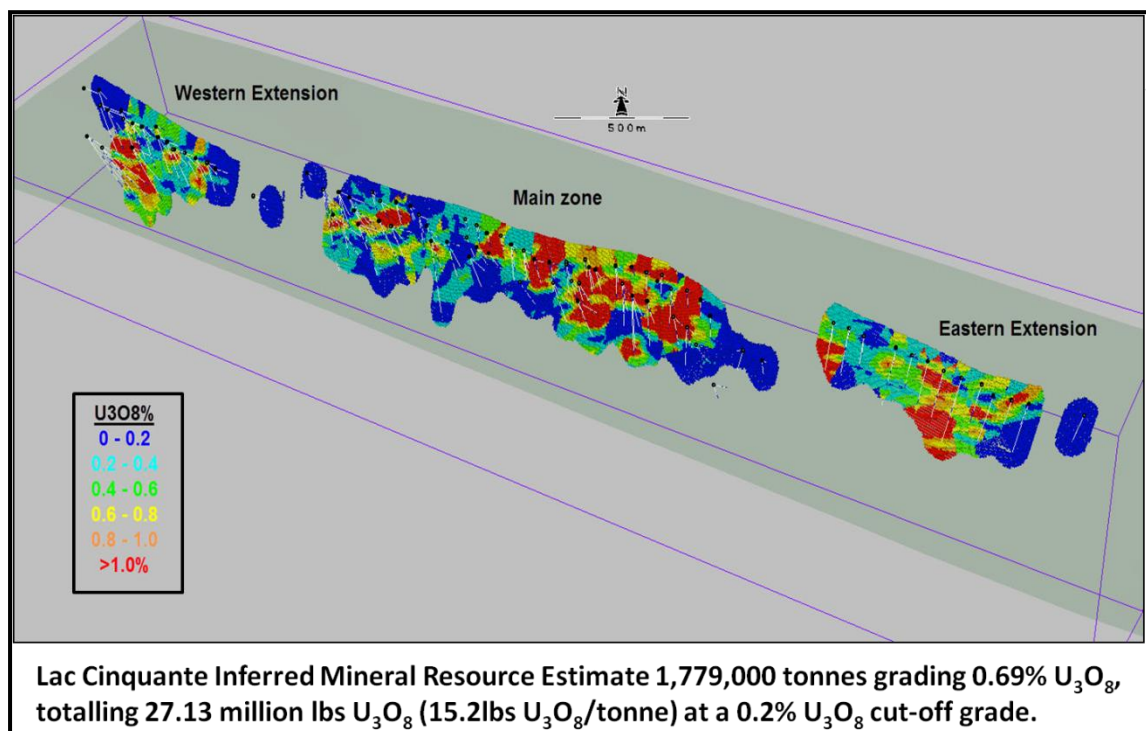 Western Extension
Z
500m
Main zone
Eastern Extension
U3O8%
0 - 0.2
0.2 - 0.4
0.4 - 0.6
0.6 - 0.8
0.8 - 1.0
>1.0%
Lac Cinquante Inferred Mineral Resource Estimate 1,779,000 tonnes grading 0.69% U₃O₈,
totalling 27.13 million lbs U₃O₈ (15.2lbs U₃O₈/tonne) at a 0.2% U₃O₈ cut-off grade.